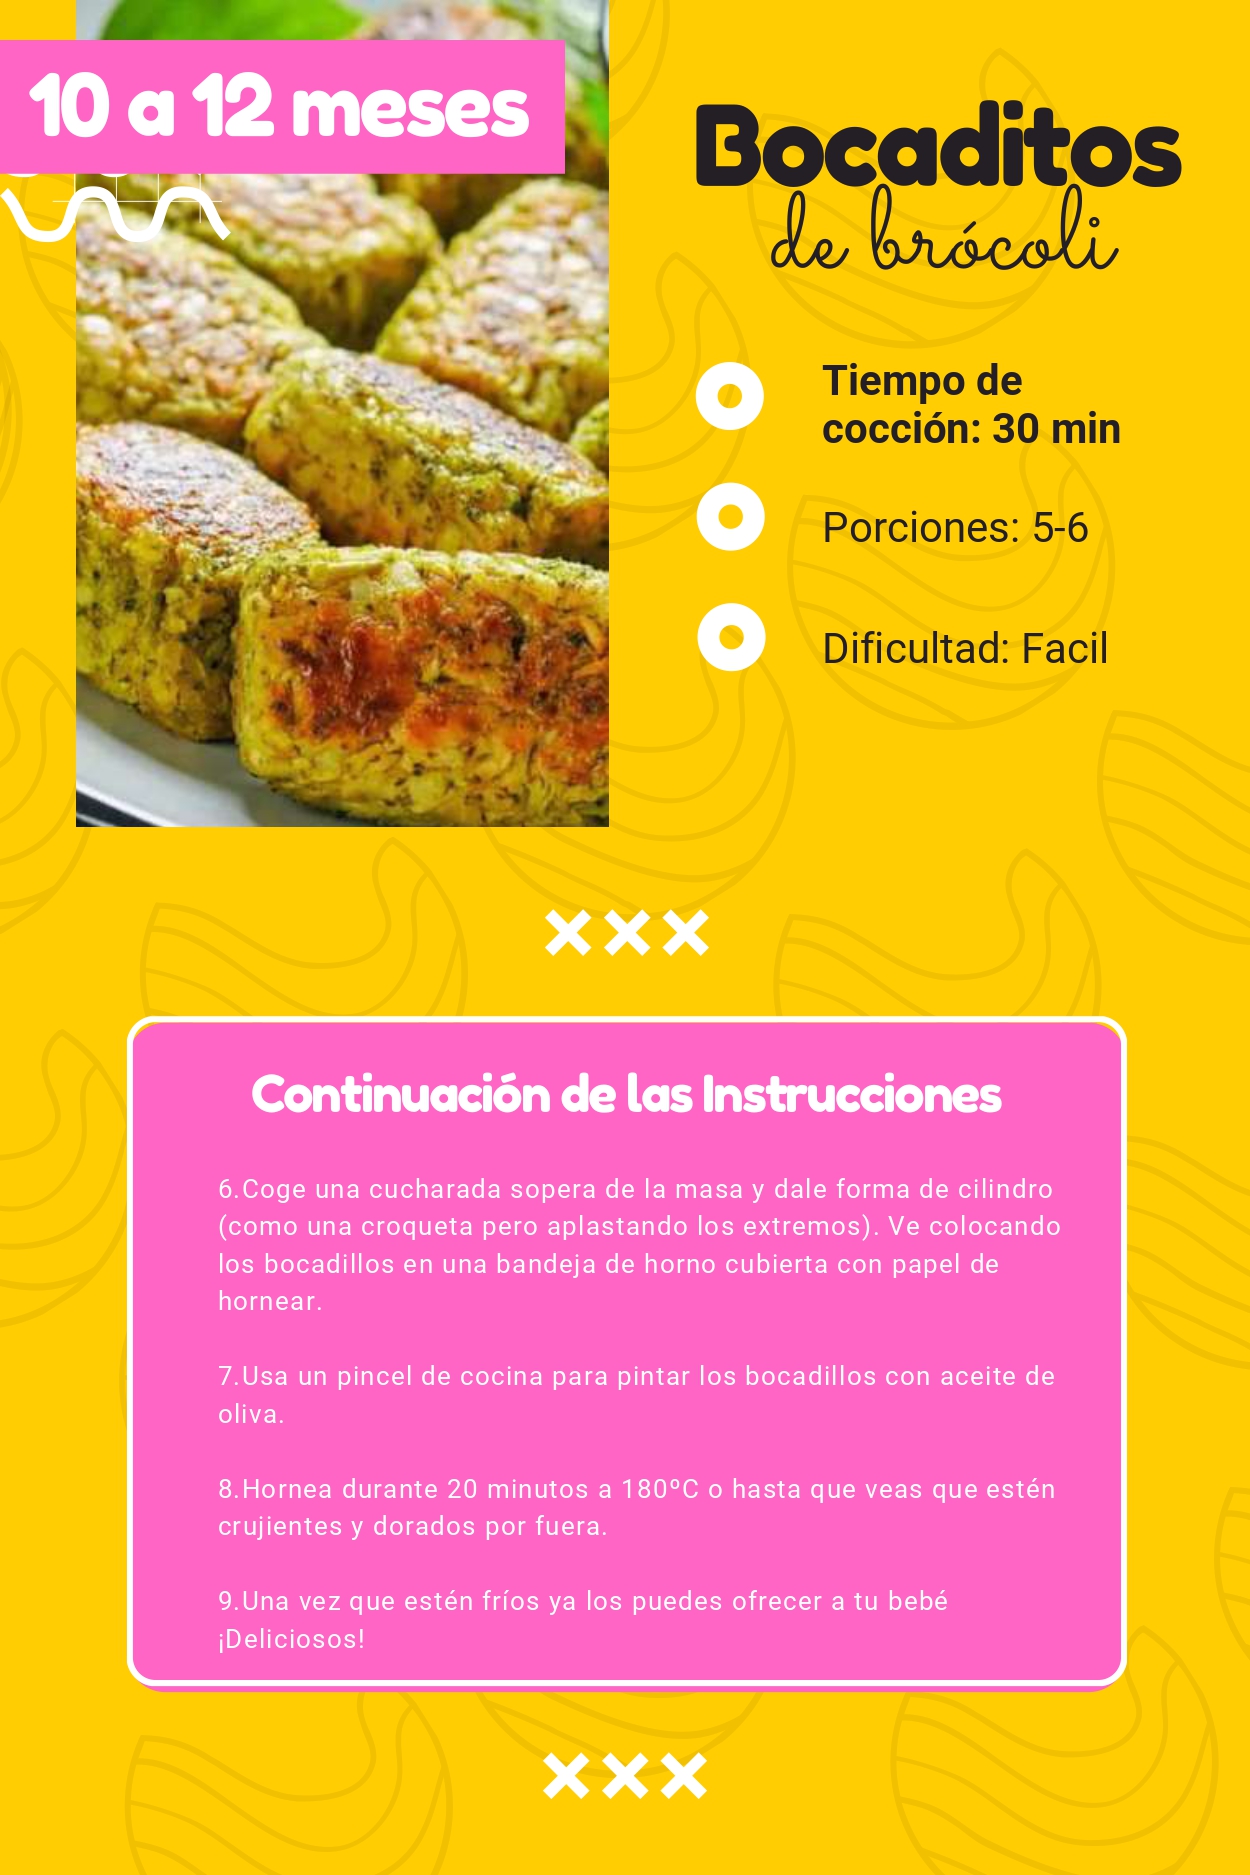 10 a 12 meses
Bocaditos
de brócoli
Tiempo de
cocción: 30 min
Porciones: 5-6
Dificultad: Facil
Continuación de las Instrucciones
6.Coge una cucharada sopera de la masa y dale forma de cilindro
(como una croqueta pero aplastando los extremos). Ve colocando
los bocadillos en una bandeja de horno cubierta con papel de
hornear.
7.Usa un pincel de cocina para pintar los bocadillos con aceite de
oliva.
8.Hornea durante 20 minutos a 180ºC o hasta que veas que estén
crujientes y dorados por fuera.
9.Una vez que estén fríos ya los puedes ofrecer a tu bebé
¡Deliciosos!